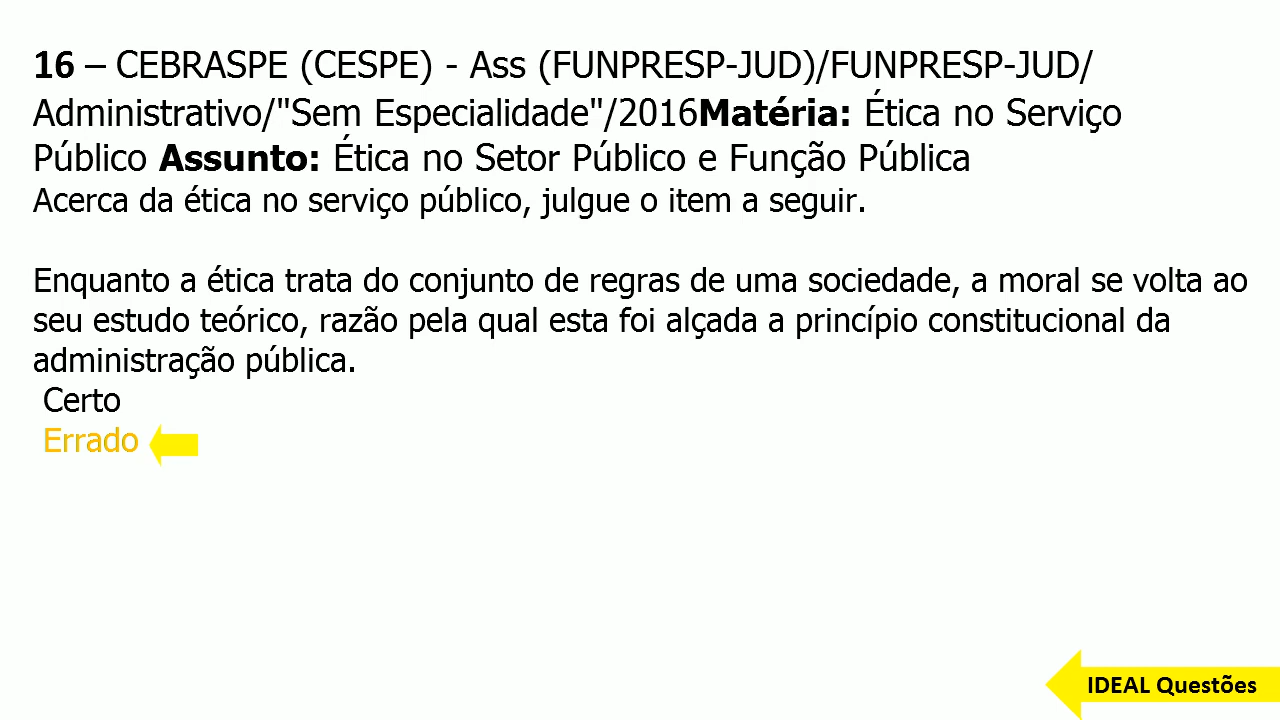 16 – CEBRASPE (CESPE) - Ass (FUNPRESP-JUD)/FUNPRESP-JUD/
Administrativo/"Sem Especialidade"/2016Matéria: Ética no Serviço
Público Assunto: Ética no Setor Público e Função Pública
Acerca da ética no serviço público, julgue o item a seguir.
Enquanto a ética trata do conjunto de regras de uma sociedade, a moral se volta ao
seu estudo teórico, razão pela qual esta foi alçada a princípio constitucional da
administração pública.
Certo
Errado
IDEAL Questões